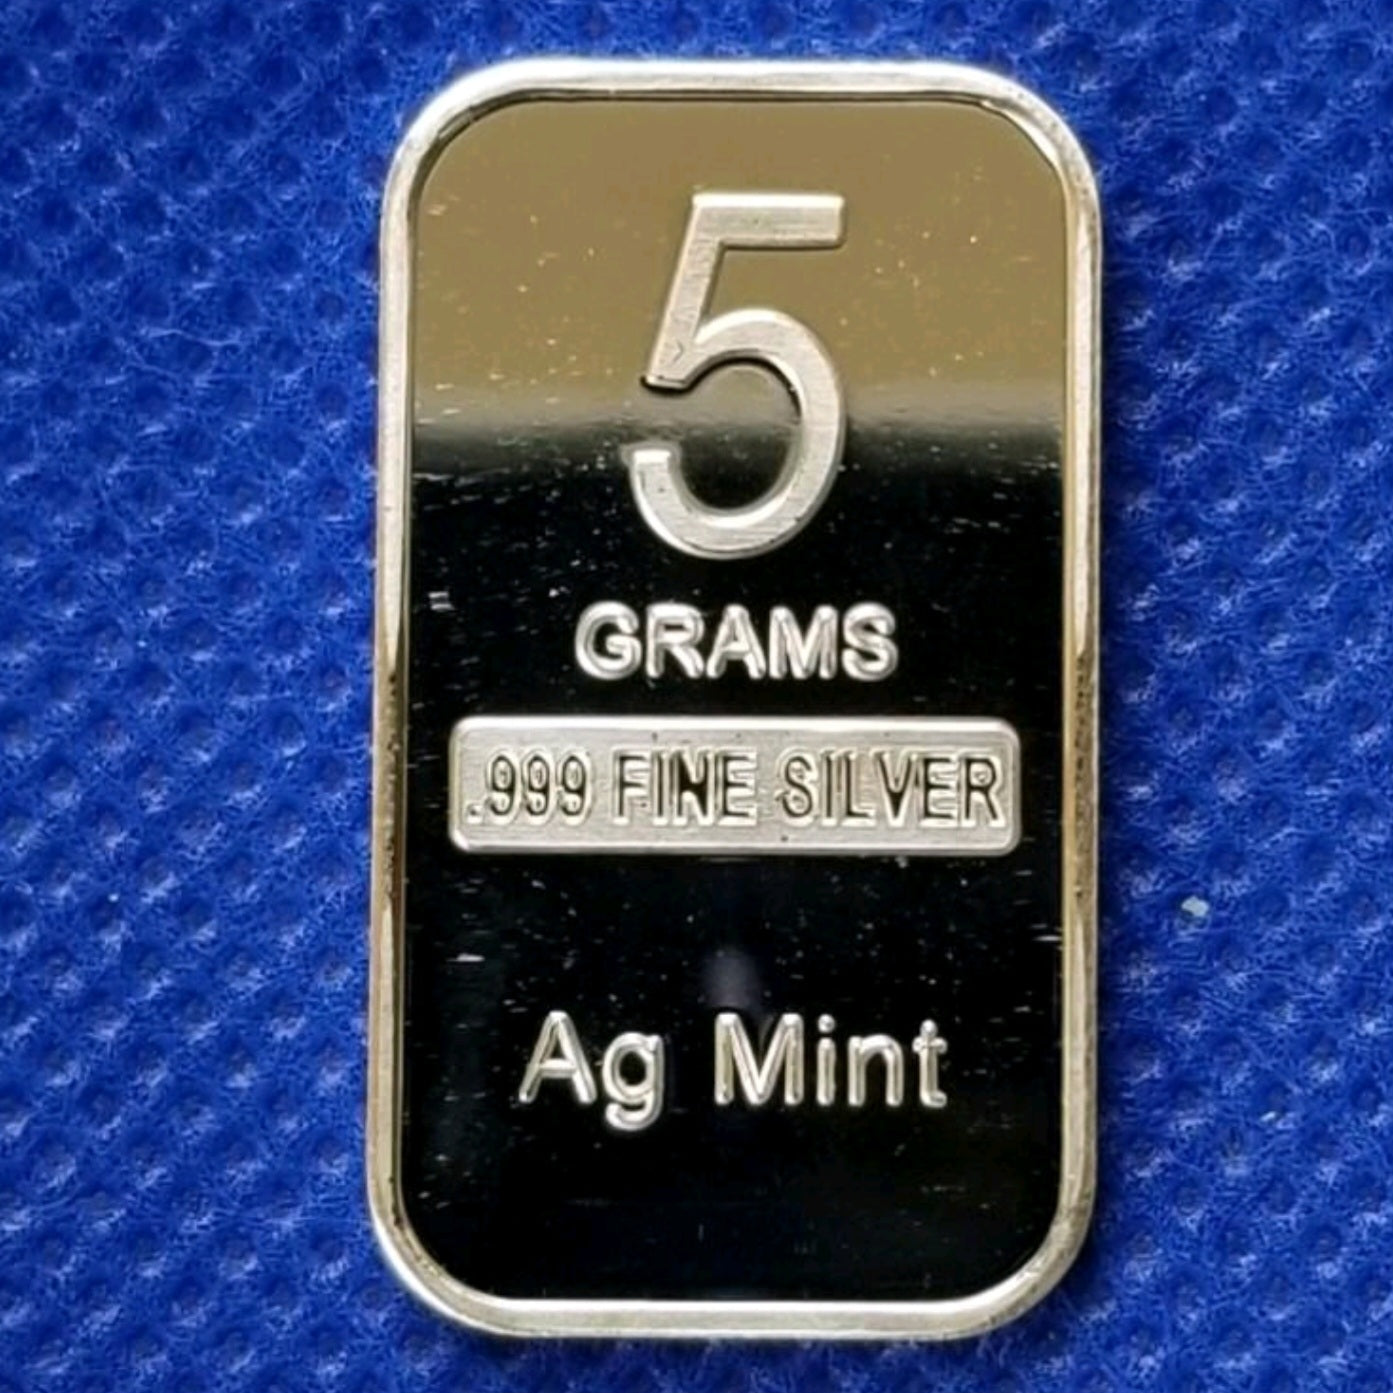 5
GRAMS
.999 FINE SILVER
Ag Mint